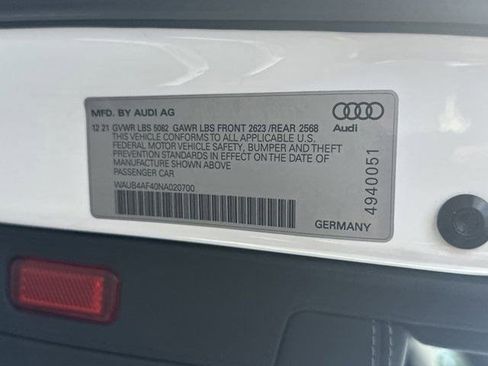 MFD. BY AUDI AG
12 21 GVWR LBS 5082 GAWR LBS FRONT 2623 /REAR 2568
THIS VEHICLE CONFORMS TO ALL APPLICABLE U.S.
FEDERAL MOTOR VEHICLE SAFETY, BUMPER AND THEFT
PREVENTION STANDARDS IN EFFECT ON THE DATE OF
MANUFACTURE SHOWN ABOVE
PASSENGER CAR
WAUB4AF40NA020700
Audi
4940051
GERMANY